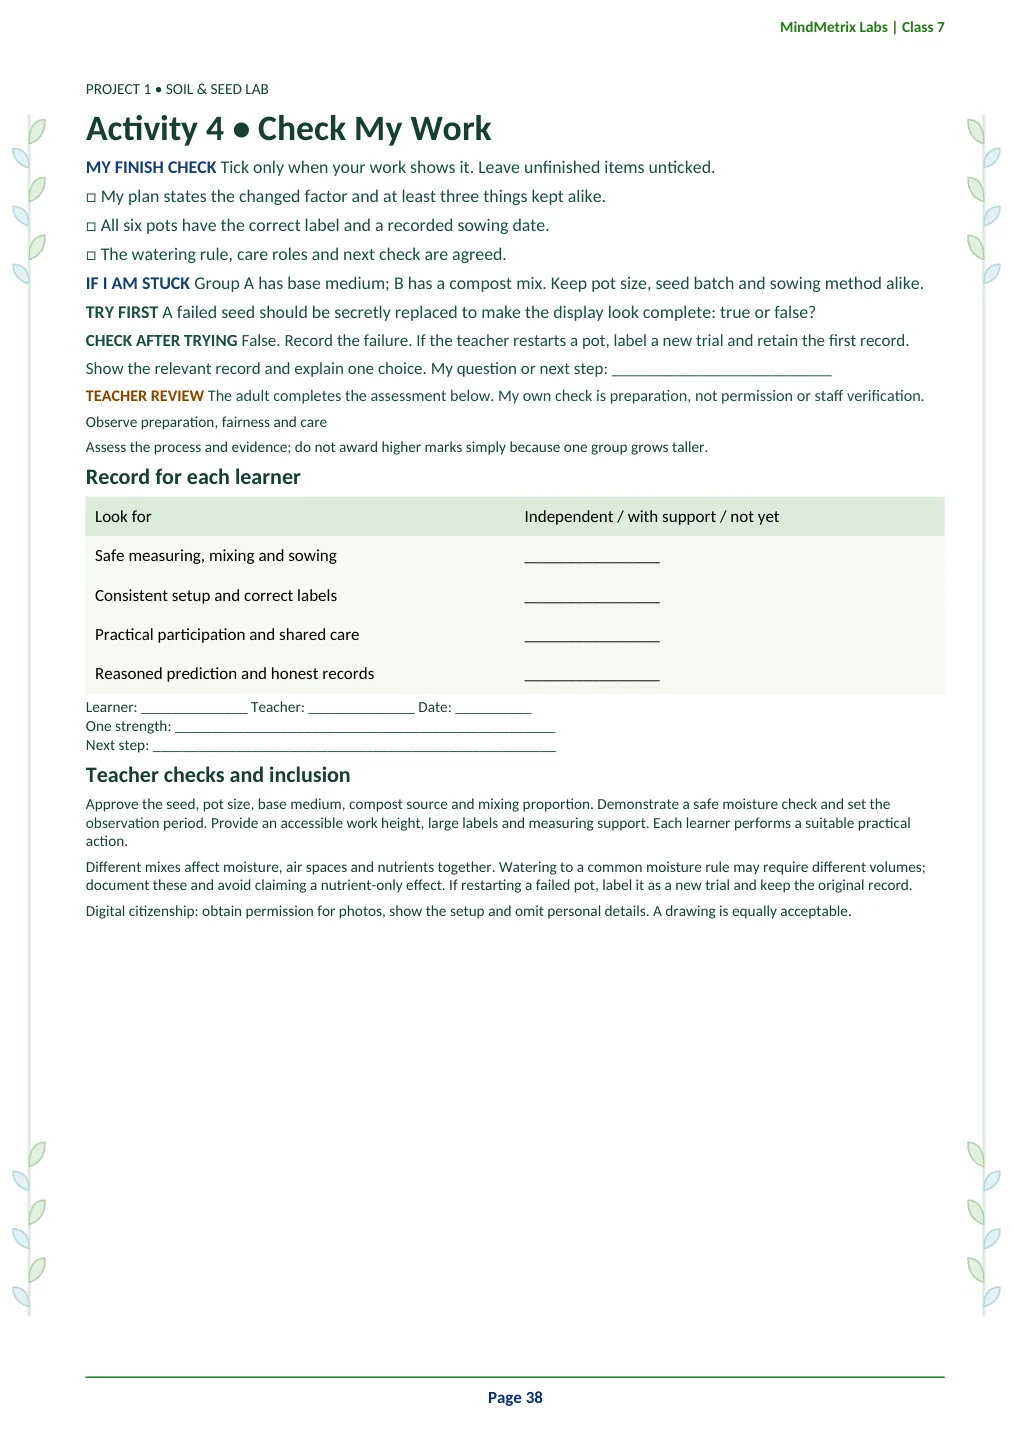 MindMetrix Labs | Class 7
PROJECT 1 • SOIL & SEED LAB
Activity 4 • Check My Work
MY FINISH CHECK Tick only when your work shows it. Leave unfinished items unticked.
□ My plan states the changed factor and at least three things kept alike.
□ All six pots have the correct label and a recorded sowing date.
□ The watering rule, care roles and next check are agreed.
IF I AM STUCK Group A has base medium; B has a compost mix. Keep pot size, seed batch and sowing method alike.
TRY FIRST A failed seed should be secretly replaced to make the display look complete: true or false?
CHECK AFTER TRYING False. Record the failure. If the teacher restarts a pot, label a new trial and retain the first record.
Show the relevant record and explain one choice. My question or next step: __________________________
TEACHER REVIEW The adult completes the assessment below. My own check is preparation, not permission or staff verification.
Observe preparation, fairness and care
Assess the process and evidence; do not award higher marks simply because one group grows taller.
Record for each learner
Look for Independent / with support / not yet
Safe measuring, mixing and sowing ________________
Consistent setup and correct labels ________________
Practical participation and shared care ________________
Reasoned prediction and honest records ________________
Learner: ______________ Teacher: ______________ Date: __________
One strength: __________________________________________________
Next step: _____________________________________________________
Teacher checks and inclusion
Approve the seed, pot size, base medium, compost source and mixing proportion. Demonstrate a safe moisture check and set the
observation period. Provide an accessible work height, large labels and measuring support. Each learner performs a suitable practical
action.
Different mixes affect moisture, air spaces and nutrients together. Watering to a common moisture rule may require different volumes;
document these and avoid claiming a nutrient-only effect. If restarting a failed pot, label it as a new trial and keep the original record.
Digital citizenship: obtain permission for photos, show the setup and omit personal details. A drawing is equally acceptable.
Page 38